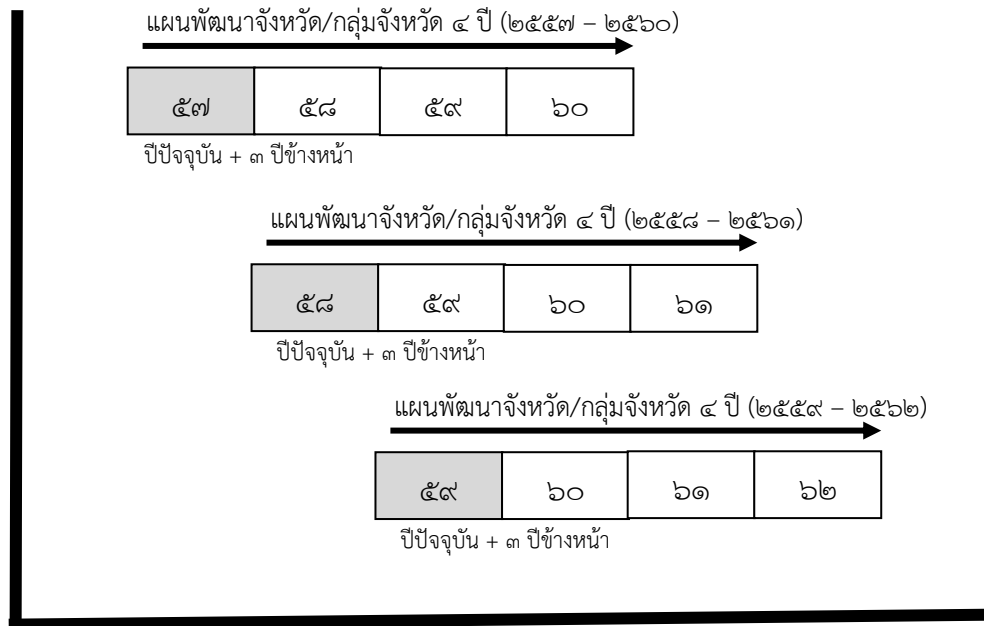 แผนพัฒนาจังหวัด/กลุ่มจังหวัด ๔ ปี (๒๕๕๗ – ๒๕๖๐)
๕๗ ๕๘ ๕๙ ๖๐
ปีปัจจุบัน + ๓ ปีข้างหน้า
แผนพัฒนาจังหวัด/กลุ่มจังหวัด ๔ ปี (๒๕๕๘ – ๒๕๖๑)
๕๘ ๕๙ ๖๐ ๖๑
ปีปัจจุบัน + ๓ ปีข้างหน้า
แผนพัฒนาจังหวัด/กลุ่มจังหวัด ๔ ปี (๒๕๕๙ – ๒๕๖๒)
๕๙ ๖๐ ๖๑ ๖๒
ปีปัจจุบัน + ๓ ปีข้างหน้า